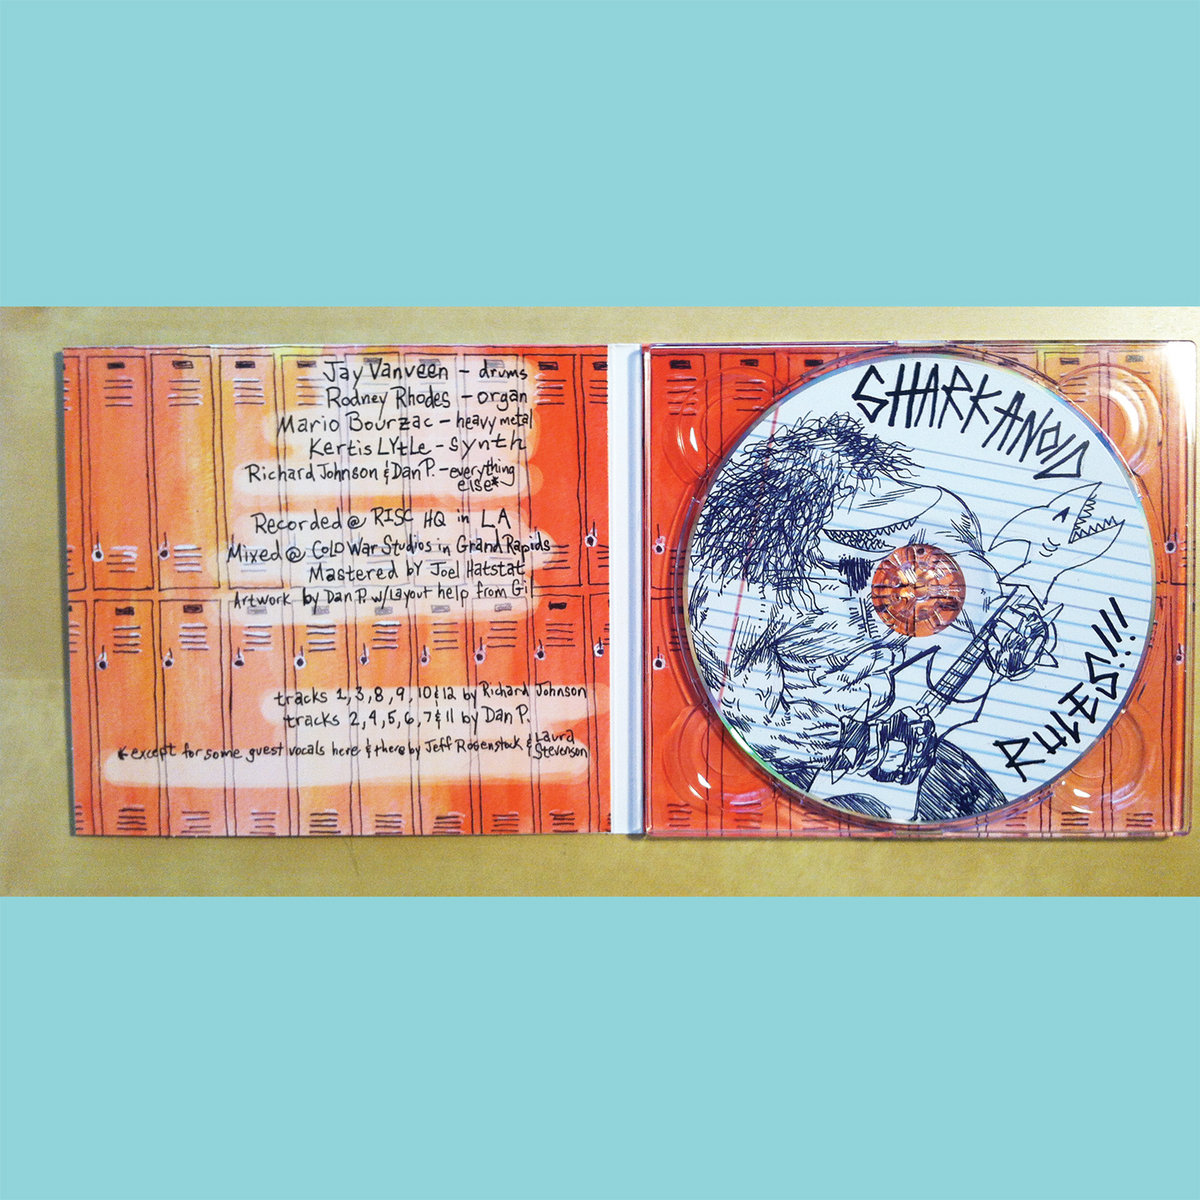 Jay Vanveen - drums
Rodney Rhodes - organ
Mario Bourzac - heavy metal
Kertis LYtLe - synth
Richard Johnson & Dan P. - everything
else*
Recorded @ RISC HQ in LA
Mixed @ COLD WAR Studios in Grand Rapids
Mastered by Joel Hatstat
Artwork by Dan P. w/Layout help from Gil
tracks 1, 3, 8, 9, 10 & 12 by Richard Johnson
tracks 2, 4, 5, 6, 7 & 11 by Dan P.
*except for some guest vocals here & there by Jeff Rosenstock & Laura
Stevenson
SHARKANOID
RULES!!!